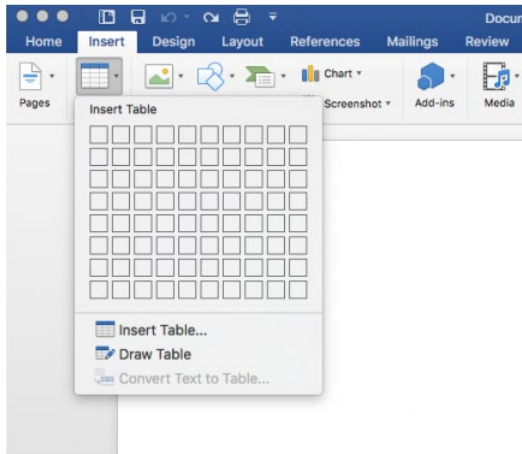 Docum
Home Insert Design Layout References Mailings Review
Chart
Pages Screenshot Add-ins Media
Insert Table
Insert Table...
Draw Table
Convert Text to Table...